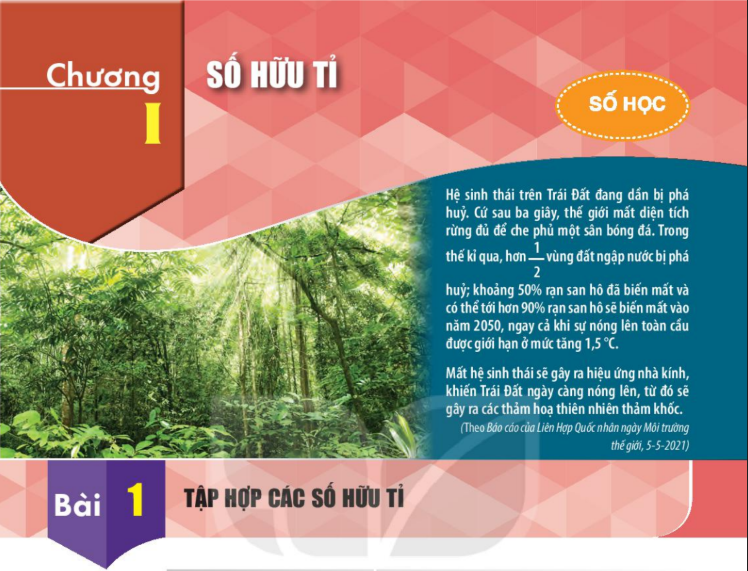 Chương
I
SỐ HỮU TỈ
SỐ HỌC
Hệ sinh thái trên Trái Đất đang dần bị phá
huỷ. Cứ sau ba giây, thế giới mất diện tích
rừng đủ để che phủ một sân bóng đá. Trong
thế kỉ qua, hơn 1/2 vùng đất ngập nước bị phá
huỷ; khoảng 50% rạn san hô đã biến mất và
có thể tới hơn 90% rạn san hô sẽ biến mất vào
năm 2050, ngay cả khi sự nóng lên toàn cầu
được giới hạn ở mức tăng 1,5 °C.
Mất hệ sinh thái sẽ gây ra hiệu ứng nhà kính,
khiến Trái Đất ngày càng nóng lên, từ đó sẽ
gây ra các thảm hoạ thiên nhiên thảm khốc.
(Theo Báo cáo của Liên Hợp Quốc nhân ngày Môi trường
thế giới, 5-5-2021)
Bài 1
TẬP HỢP CÁC SỐ HỮU TỈ